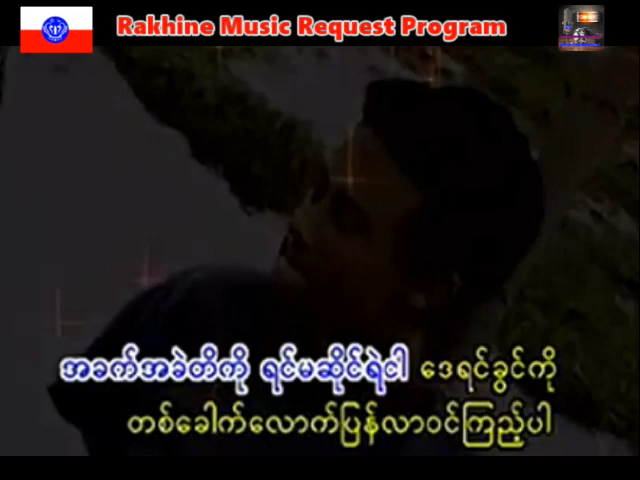 Rakhine Music Request Program
အခက်အခဲတိကို ရင်မဆိုင်ရဲငါ ဒေရင်ခွင်ကို
တစ်ခေါက်လောက်ပြန်လာဝင်ကြည့်ပါ